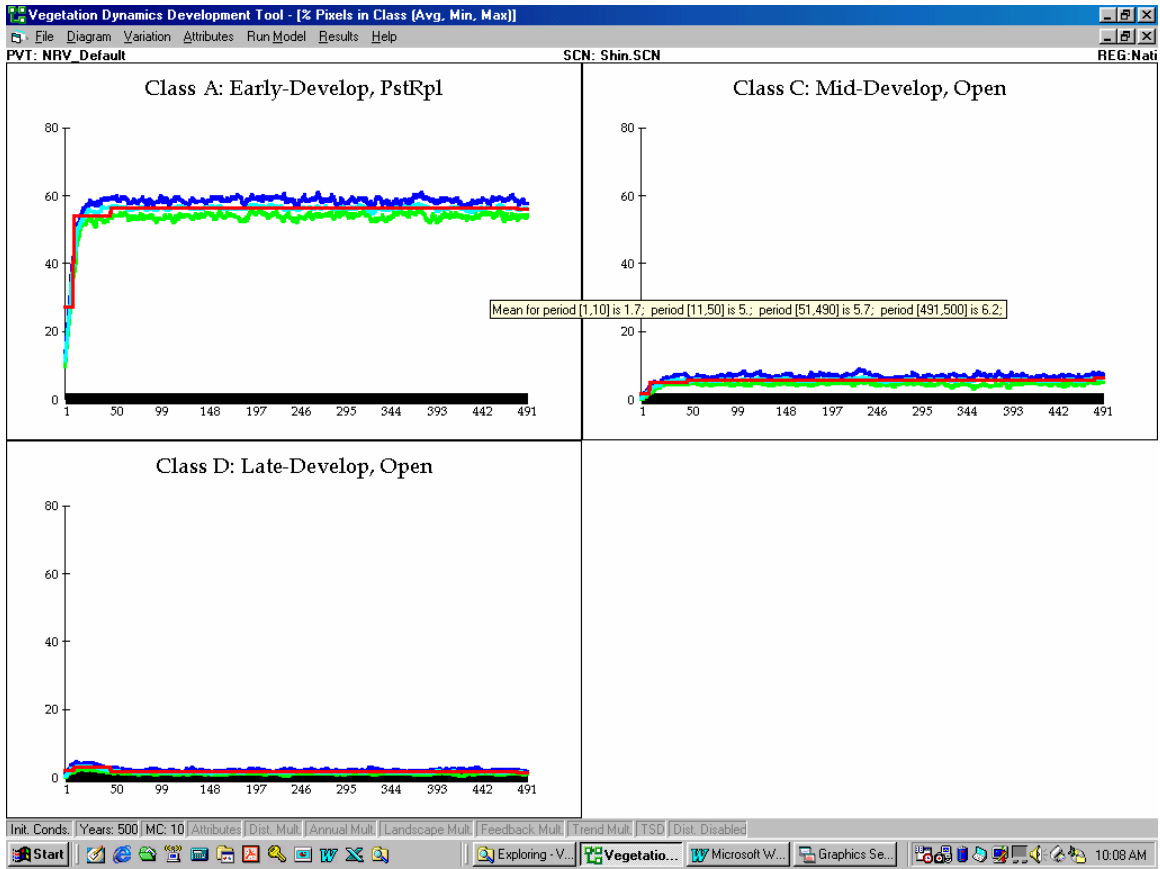 Vegetation Dynamics Development Tool - [% Pixels in Class (Avg, Min, Max)]
File Diagram Variation Attributes Run Model Results Help
PVT: NRV_Default SCN: Shin.SCN REG:Nati
Class A: Early-Develop, PstRpl
80
60
40
20
0
1 50 99 148 197 246 295 344 393 442 491
Class C: Mid-Develop, Open
80
60
40
Mean for period [1,10] is 1.7; period [11,50] is 5.; period [51,490] is 5.7; period [491,500] is 6.2;
20
0
1 50 99 148 197 246 295 344 393 442 491
Class D: Late-Develop, Open
80
60
40
20
0
1 50 99 148 197 246 295 344 393 442 491
Init. Conds. Years: 500 MC: 10 Attributes Dist. Mult. Annual Mult. Landscape Mult. Feedback Mult. Trend Mult. TSD Dist. Disabled
Start Exploring - V... Vegetatio... Microsoft W... Graphics Se... 10:08 AM